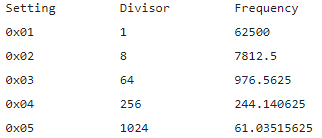 Setting Divisor Frequency
0x01 1 62500
0x02 8 7812.5
0x03 64 976.5625
0x04 256 244.140625
0x05 1024 61.03515625